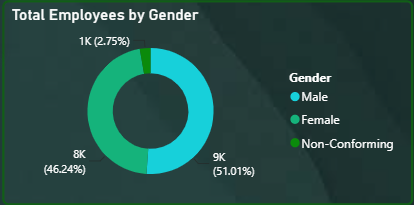 Total Employees by Gender
1K (2.75%)
Gender
Male
Female
Non-Conforming
8K
(46.24%)
9K
(51.01%)